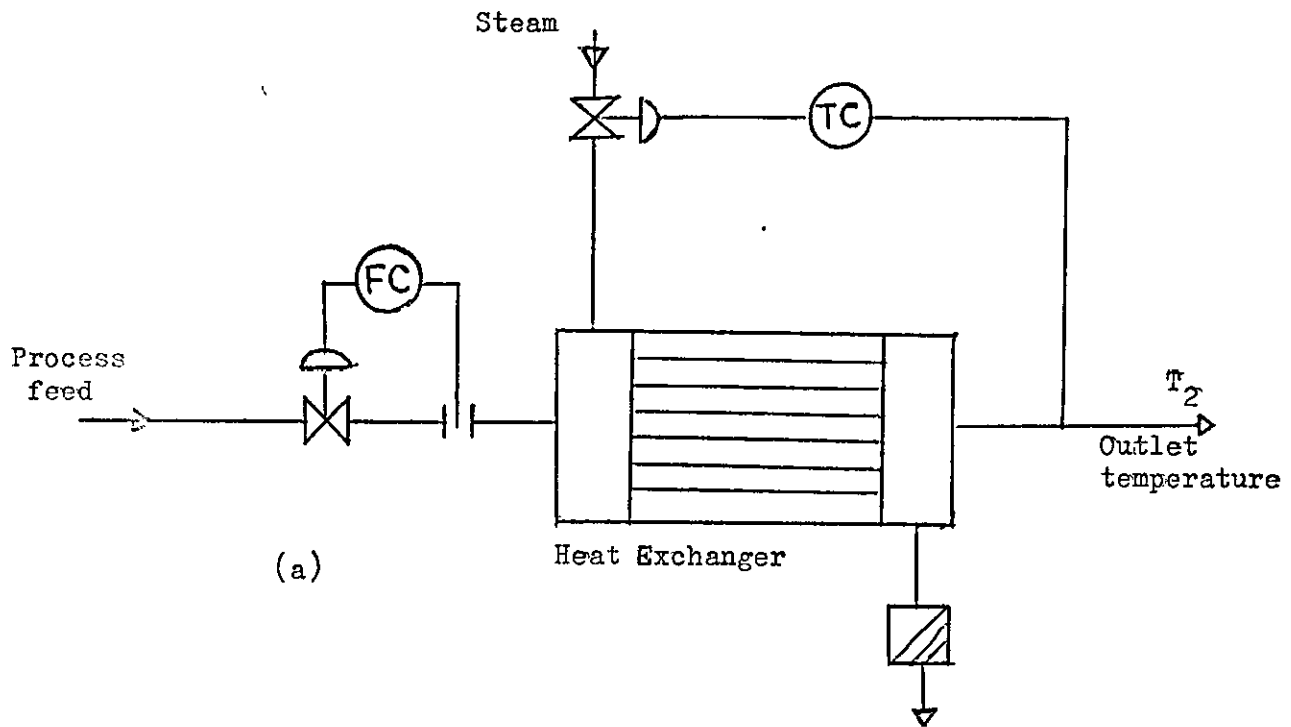 Steam
TC
FC
Process
feed
T₂
Outlet
temperature
Heat Exchanger
(a)